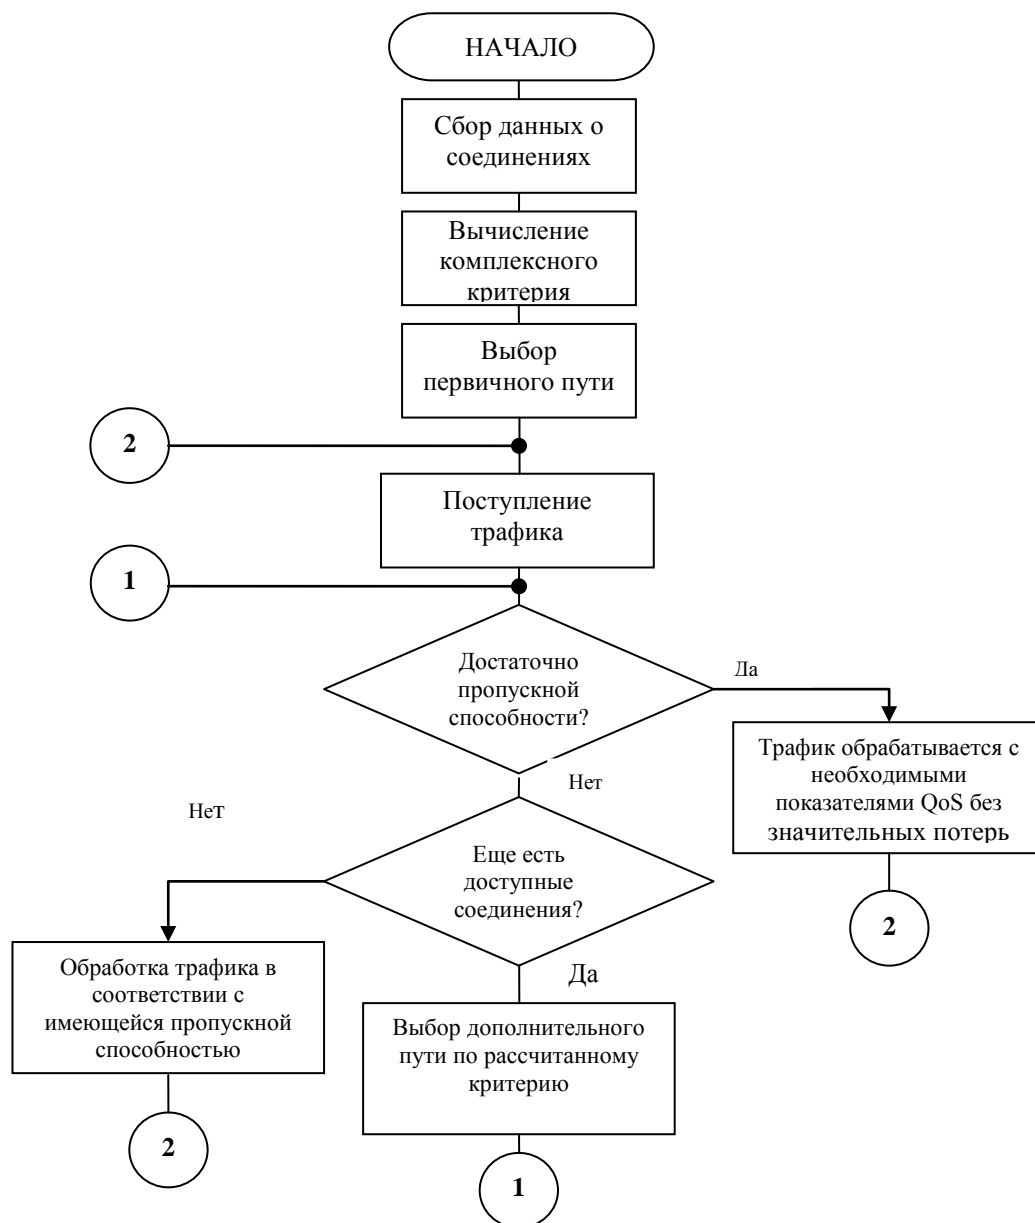 НАЧАЛО
Сбор данных о
соединениях
Вычисление
комплексного
критерия
Выбор
первичного пути
2
Поступление
трафика
1
Достаточно
пропускной
способности?
Да
Трафик обрабатывается с
необходимыми
показателями QoS без
значительных потерь
2
Нет
Нет
Еще есть
доступные
соединения?
Обработка трафика в
соответствии с
имеющейся пропускной
способностью
2
Да
Выбор дополнительного
пути по рассчитанному
критерию
1